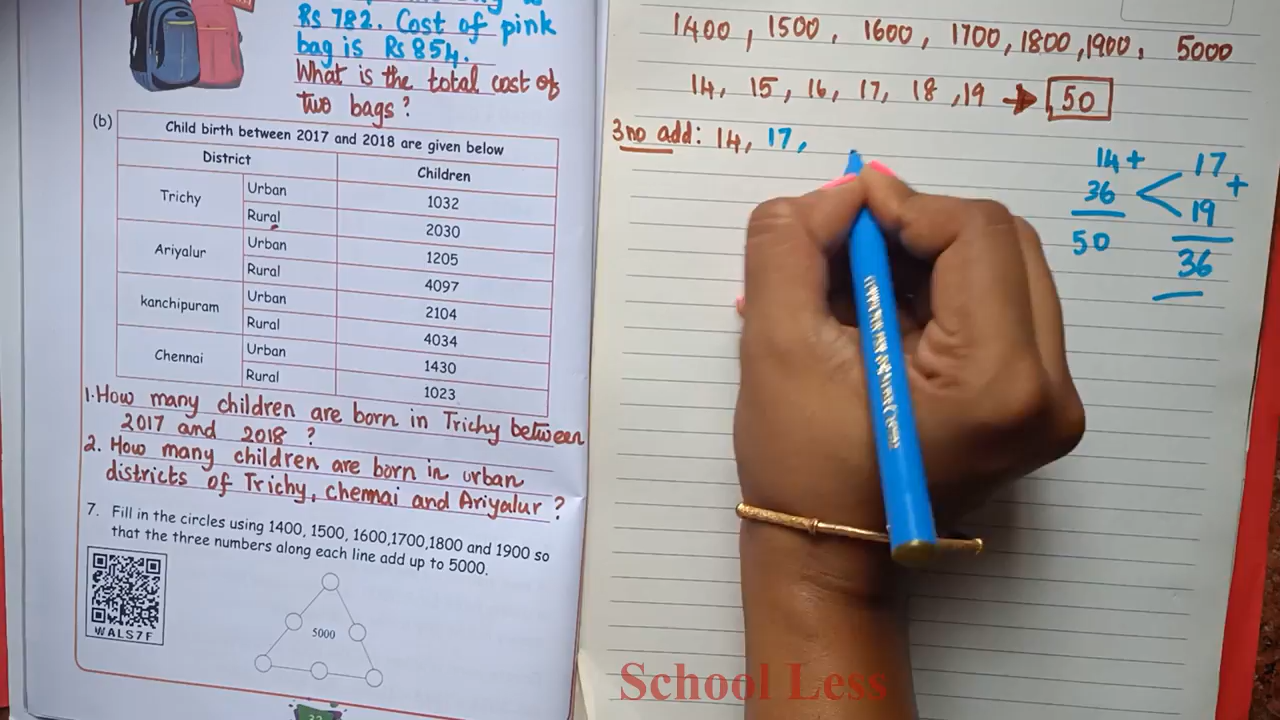 Rs 782. Cost of pink
bag is Rs 854.
What is the total cost of
two bags?
(b)
Child birth between 2017 and 2018 are given below
District Children
Trichy Urban 1032
Rural 2030
Ariyalur Urban 1205
Rural 4097
kanchipuram Urban 2104
Rural 4034
Chennai Urban 1430
Rural 1023
1. How many children are born in Trichy between
2017 and 2018 ?
2. How many children are born in urban
districts of Trichy, Chennai and Ariyalur ?
7. Fill in the circles using 1400, 1500, 1600,1700,1800 and 1900 so
that the three numbers along each line add up to 5000.
WALS7F
5000
32
1400 , 1500 , 1600 , 1700, 1800 ,1900, 5000
14, 15, 16, 17, 18 ,19 → 50
3 no add: 14, 17,
14 +
36
50
17
+
19
36
School Less